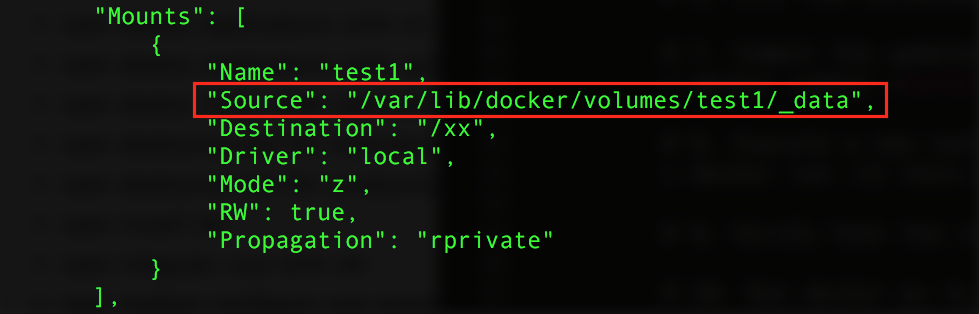 "Mounts": [
{
"Name": "test1",
"Source": "/var/lib/docker/volumes/test1/_data",
"Destination": "/xx",
"Driver": "local",
"Mode": "z",
"RW": true,
"Propagation": "rprivate"
}
],